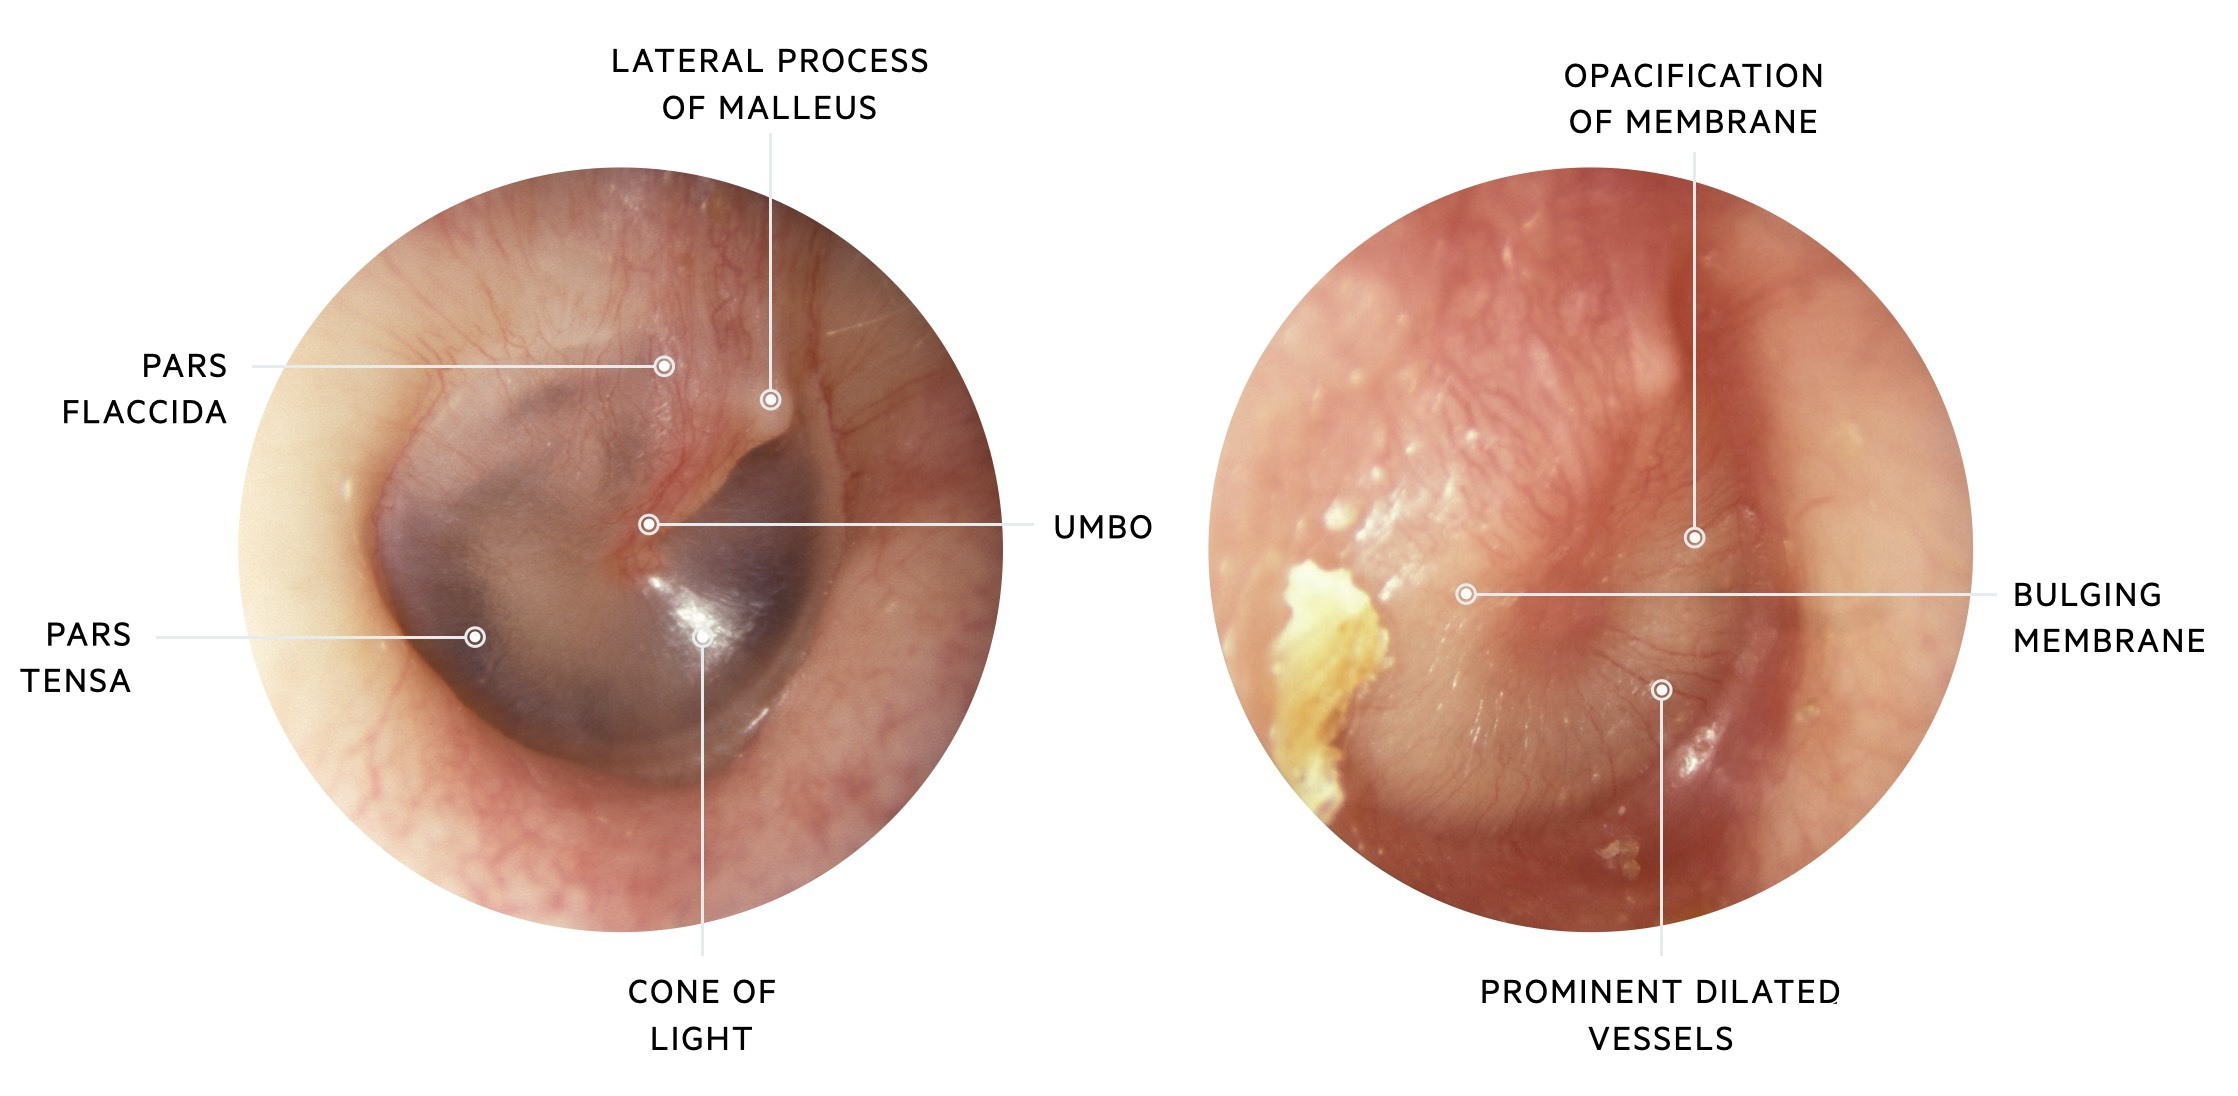 LATERAL PROCESS
OF MALLEUS
PARS
FLACCIDA
UMBO
PARS
TENSA
CONE OF
LIGHT
OPACIFICATION
OF MEMBRANE
BULGING
MEMBRANE
PROMINENT DILATED
VESSELS